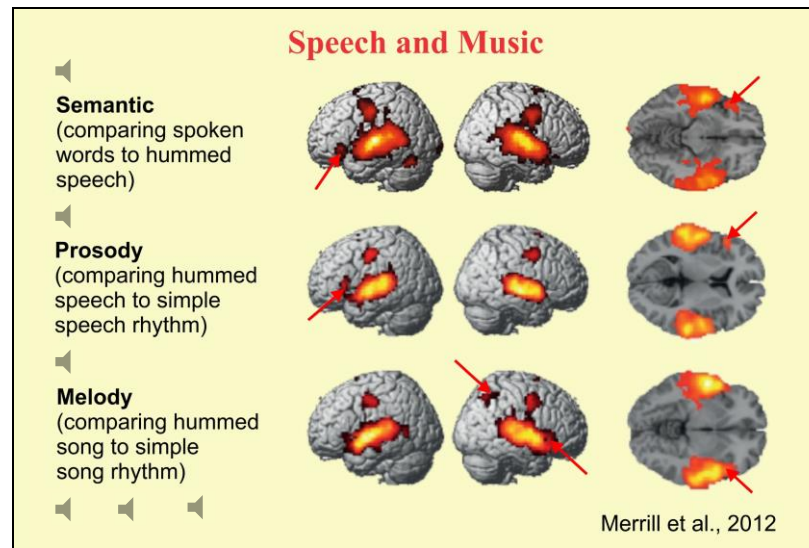 Speech and Music
Semantic
(comparing spoken
words to hummed
speech)
Prosody
(comparing hummed
speech to simple
speech rhythm)
Melody
(comparing hummed
song to simple
song rhythm)
Merrill et al., 2012